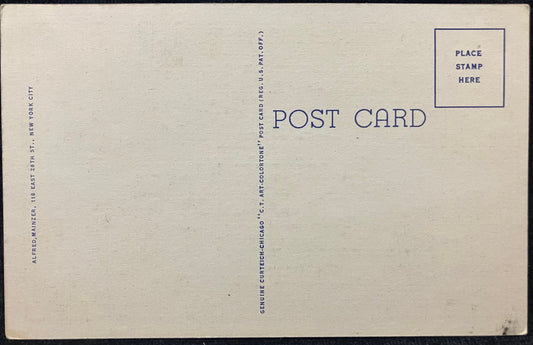 ALFRED MAINZER, 118 EAST 28TH ST., NEW YORK CITY
GENUINE CURTEICH-CHICAGO "C.T. ART-COLORTONE" POST CARD (REG. U.S. PAT. OFF.)
POST CARD
PLACE
STAMP
HERE